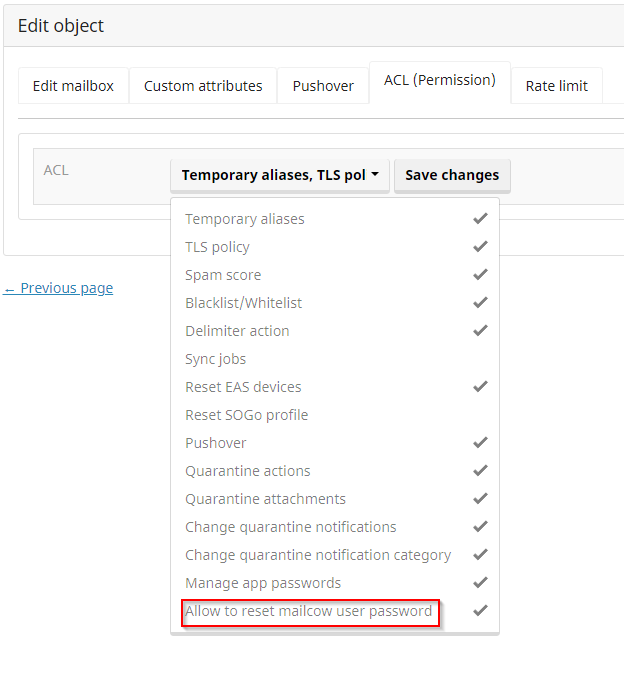 Edit object
Edit mailbox
Custom attributes
Pushover
ACL (Permission)
Rate limit
ACL
Temporary aliases, TLS pol
Save changes
Temporary aliases
TLS policy
Spam score
Blacklist/Whitelist
Delimiter action
Sync jobs
Reset EAS devices
Reset SOGo profile
Pushover
Quarantine actions
Quarantine attachments
Change quarantine notifications
Change quarantine notification category
Manage app passwords
Allow to reset mailcow user password
← Previous page